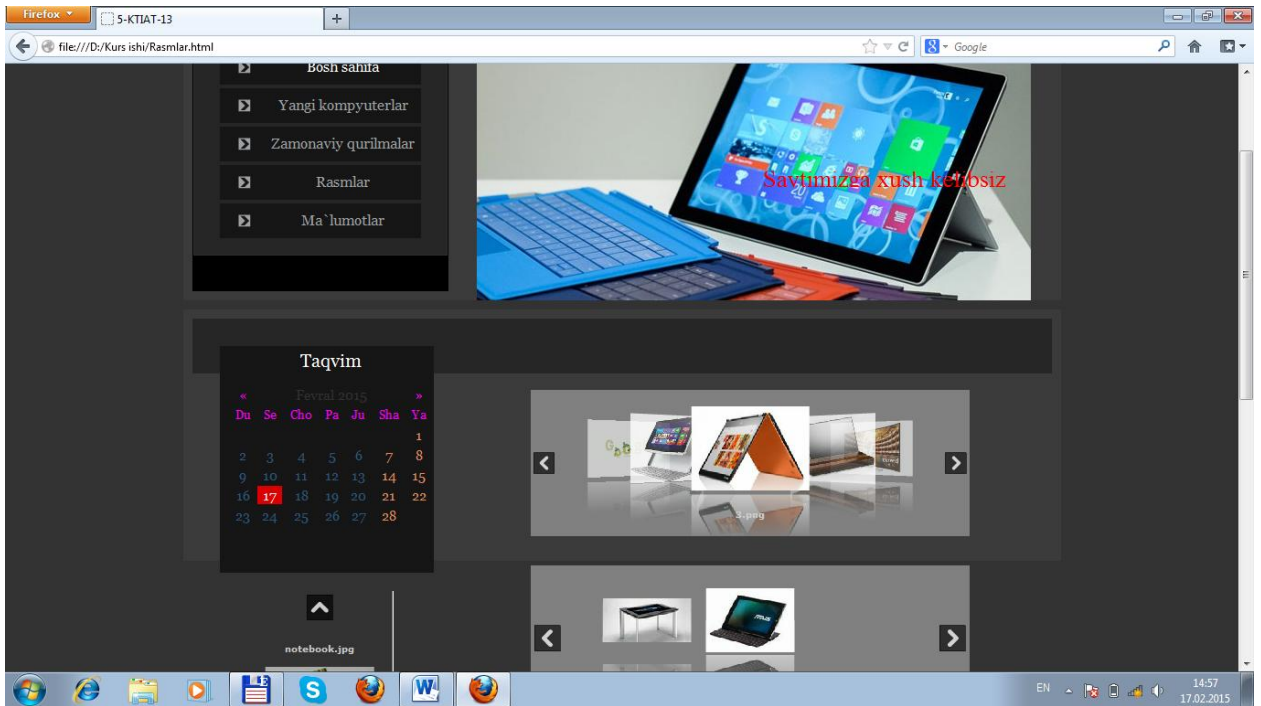 Firefox
5-KTIAT-13
file:///D:/Kurs ishi/Rasmlar.html
Google
Bosh sahifa
Yangi kompyuterlar
Zamonaviy qurilmalar
Rasmlar
Ma`lumotlar
Saytimizga xush kelibsiz
Taqvim
« Fevral 2015 »
Du Se Cho Pa Ju Sha Ya
1
2 3 4 5 6 7 8
9 10 11 12 13 14 15
16 17 18 19 20 21 22
23 24 25 26 27 28
3.png
notebook.jpg
EN
14:57
17.02.2015